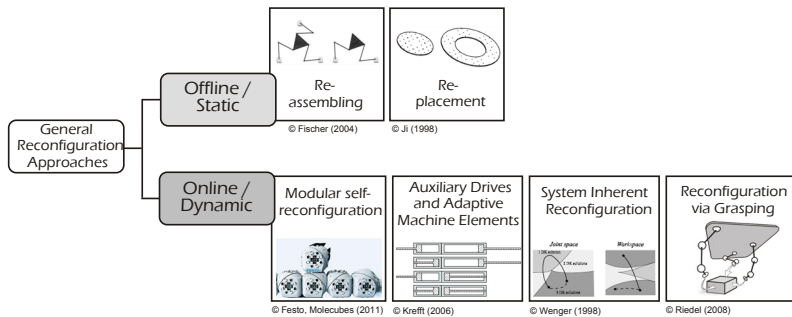 Re-
assembling
Re-
placement
Offline /
Static
© Fischer (2004)
© Ji (1998)
General
Reconfiguration
Approaches
Online /
Dynamic
Modular self-
reconfiguration
Auxiliary Drives
and Adaptive
Machine Elements
System Inherent
Reconfiguration
Reconfiguration
via Grasping
Joint space
Workspace
© Festo, Molecubes (2011)
© Krefft (2006)
© Wenger (1998)
© Riedel (2008)